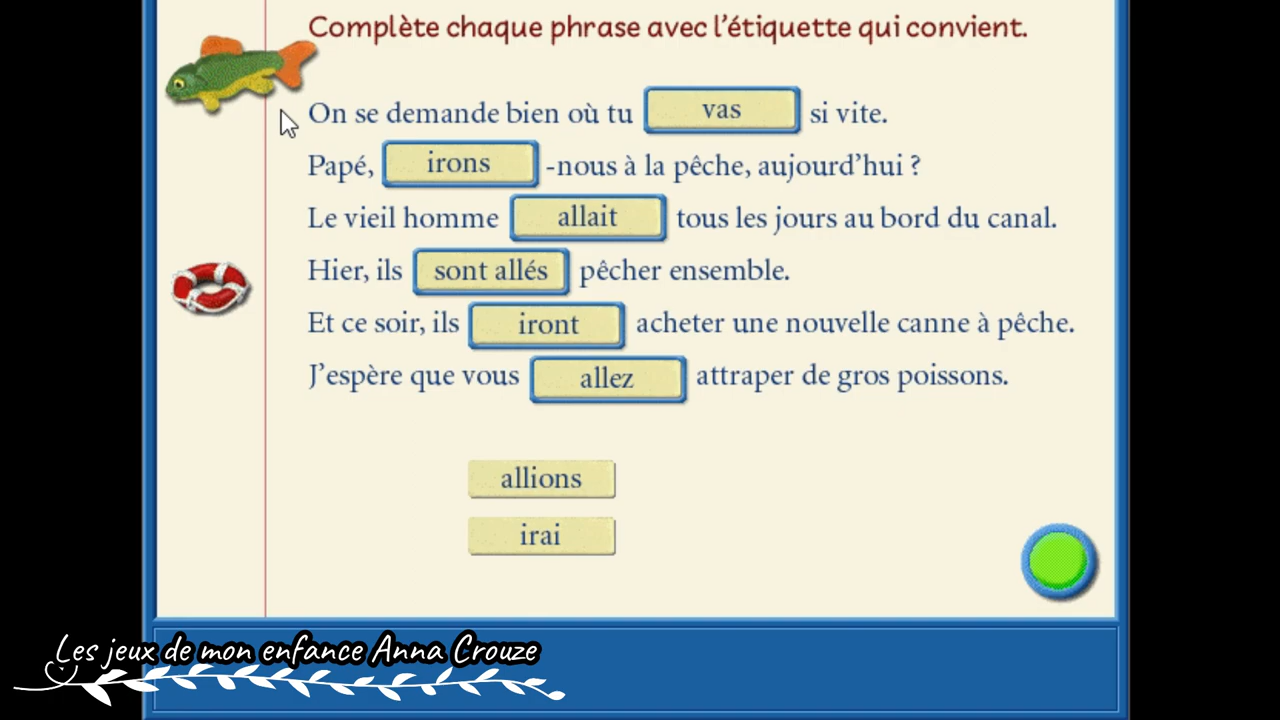 Complète chaque phrase avec l'étiquette qui convient.
On se demande bien où tu vas si vite.
Papé, irons -nous à la pêche, aujourd'hui ?
Le vieil homme allait tous les jours au bord du canal.
Hier, ils sont allés pêcher ensemble.
Et ce soir, ils iront acheter une nouvelle canne à pêche.
J'espère que vous allez attraper de gros poissons.
allions
irai
Les jeux de mon enfance Anna Crouze